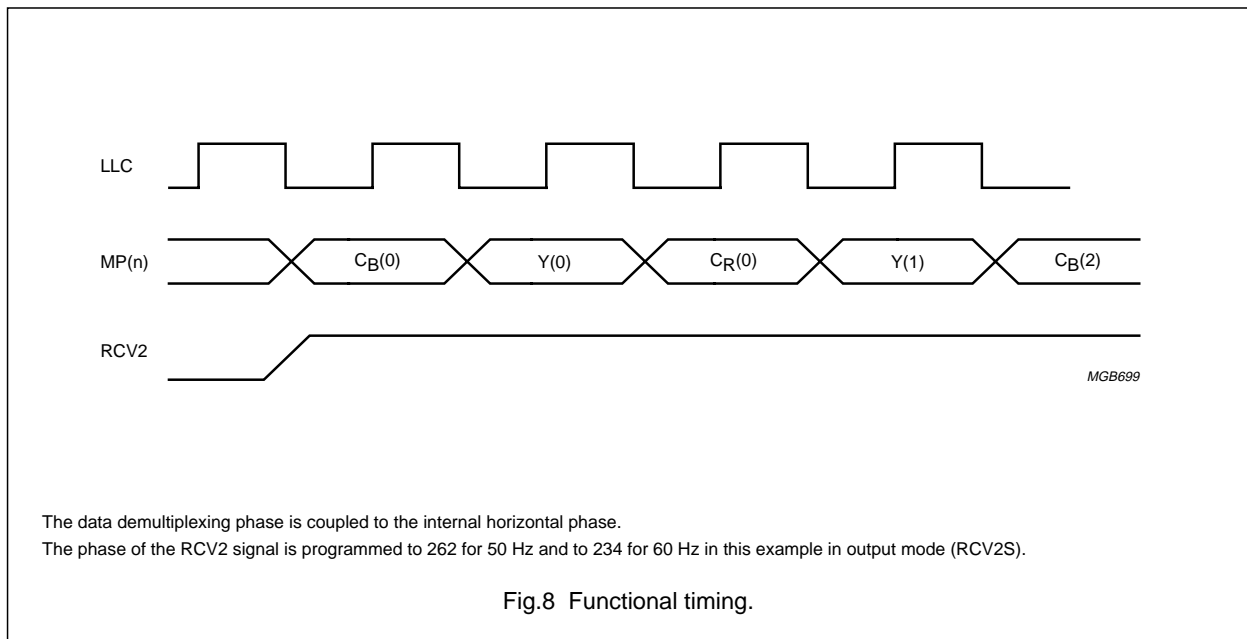 LLC
MP(n)
CB(0) Y(0) CR(0) Y(1) CB(2)
RCV2
MGB699
The data demultiplexing phase is coupled to the internal horizontal phase.
The phase of the RCV2 signal is programmed to 262 for 50 Hz and to 234 for 60 Hz in this example in output mode (RCV2S).
Fig.8 Functional timing.